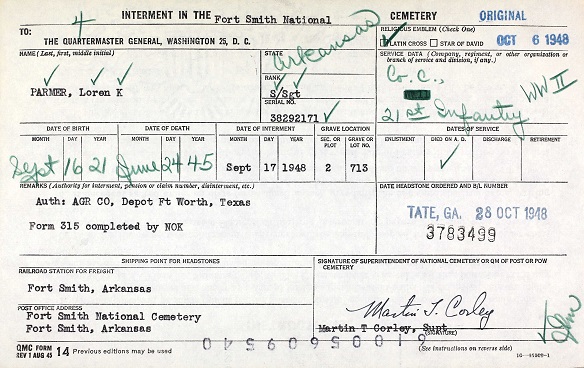 INTERMENT IN THE Fort Smith National CEMETERY ORIGINAL
4
TO:
THE QUARTERMASTER GENERAL, WASHINGTON 25, D. C.
RELIGIOUS EMBLEM (Check One)
LATIN CROSS STAR OF DAVID OCT 6 1948
NAME (Last, first, middle initial)
PARMER, Loren K
STATE
Arkansas
RANK
S/Sgt
SERIAL NO.
38292171
SERVICE DATA (Company, regiment, or other organization or branch of service and division, if any.)
Co. C.,
21st Infantry WW II
DATE OF BIRTH DATE OF DEATH DATE OF INTERMENT GRAVE LOCATION DATES OF SERVICE
MONTH DAY YEAR MONTH DAY YEAR MONTH DAY YEAR SEC. OR PLOT GRAVE OR LOT NO. ENLISTMENT DIED ON A. D. DISCHARGE RETIREMENT
Sept 16 21 June 24 45 Sept 17 1948 2 713
REMARKS (Authority for interment, pension or claim number, disinterment, etc.)
Auth: AGR CO, Depot Ft Worth, Texas
Form 315 completed by NOK
DATE HEADSTONE ORDERED AND B/L NUMBER
TATE, GA. 28 OCT 1948
3783499
SHIPPING POINT FOR HEADSTONES
RAILROAD STATION FOR FREIGHT
Fort Smith, Arkansas
POST OFFICE ADDRESS
Fort Smith National Cemetery
Fort Smith, Arkansas
SIGNATURE OF SUPERINTENDENT OF NATIONAL CEMETERY OR QM OF POST OR POW CEMETERY
Martin T. Corley
Martin T Corley, Supt
(SIGNATURE)
QMC FORM
REV 1 AUG 45 14 Previous editions may be used
(See instructions on reverse side)